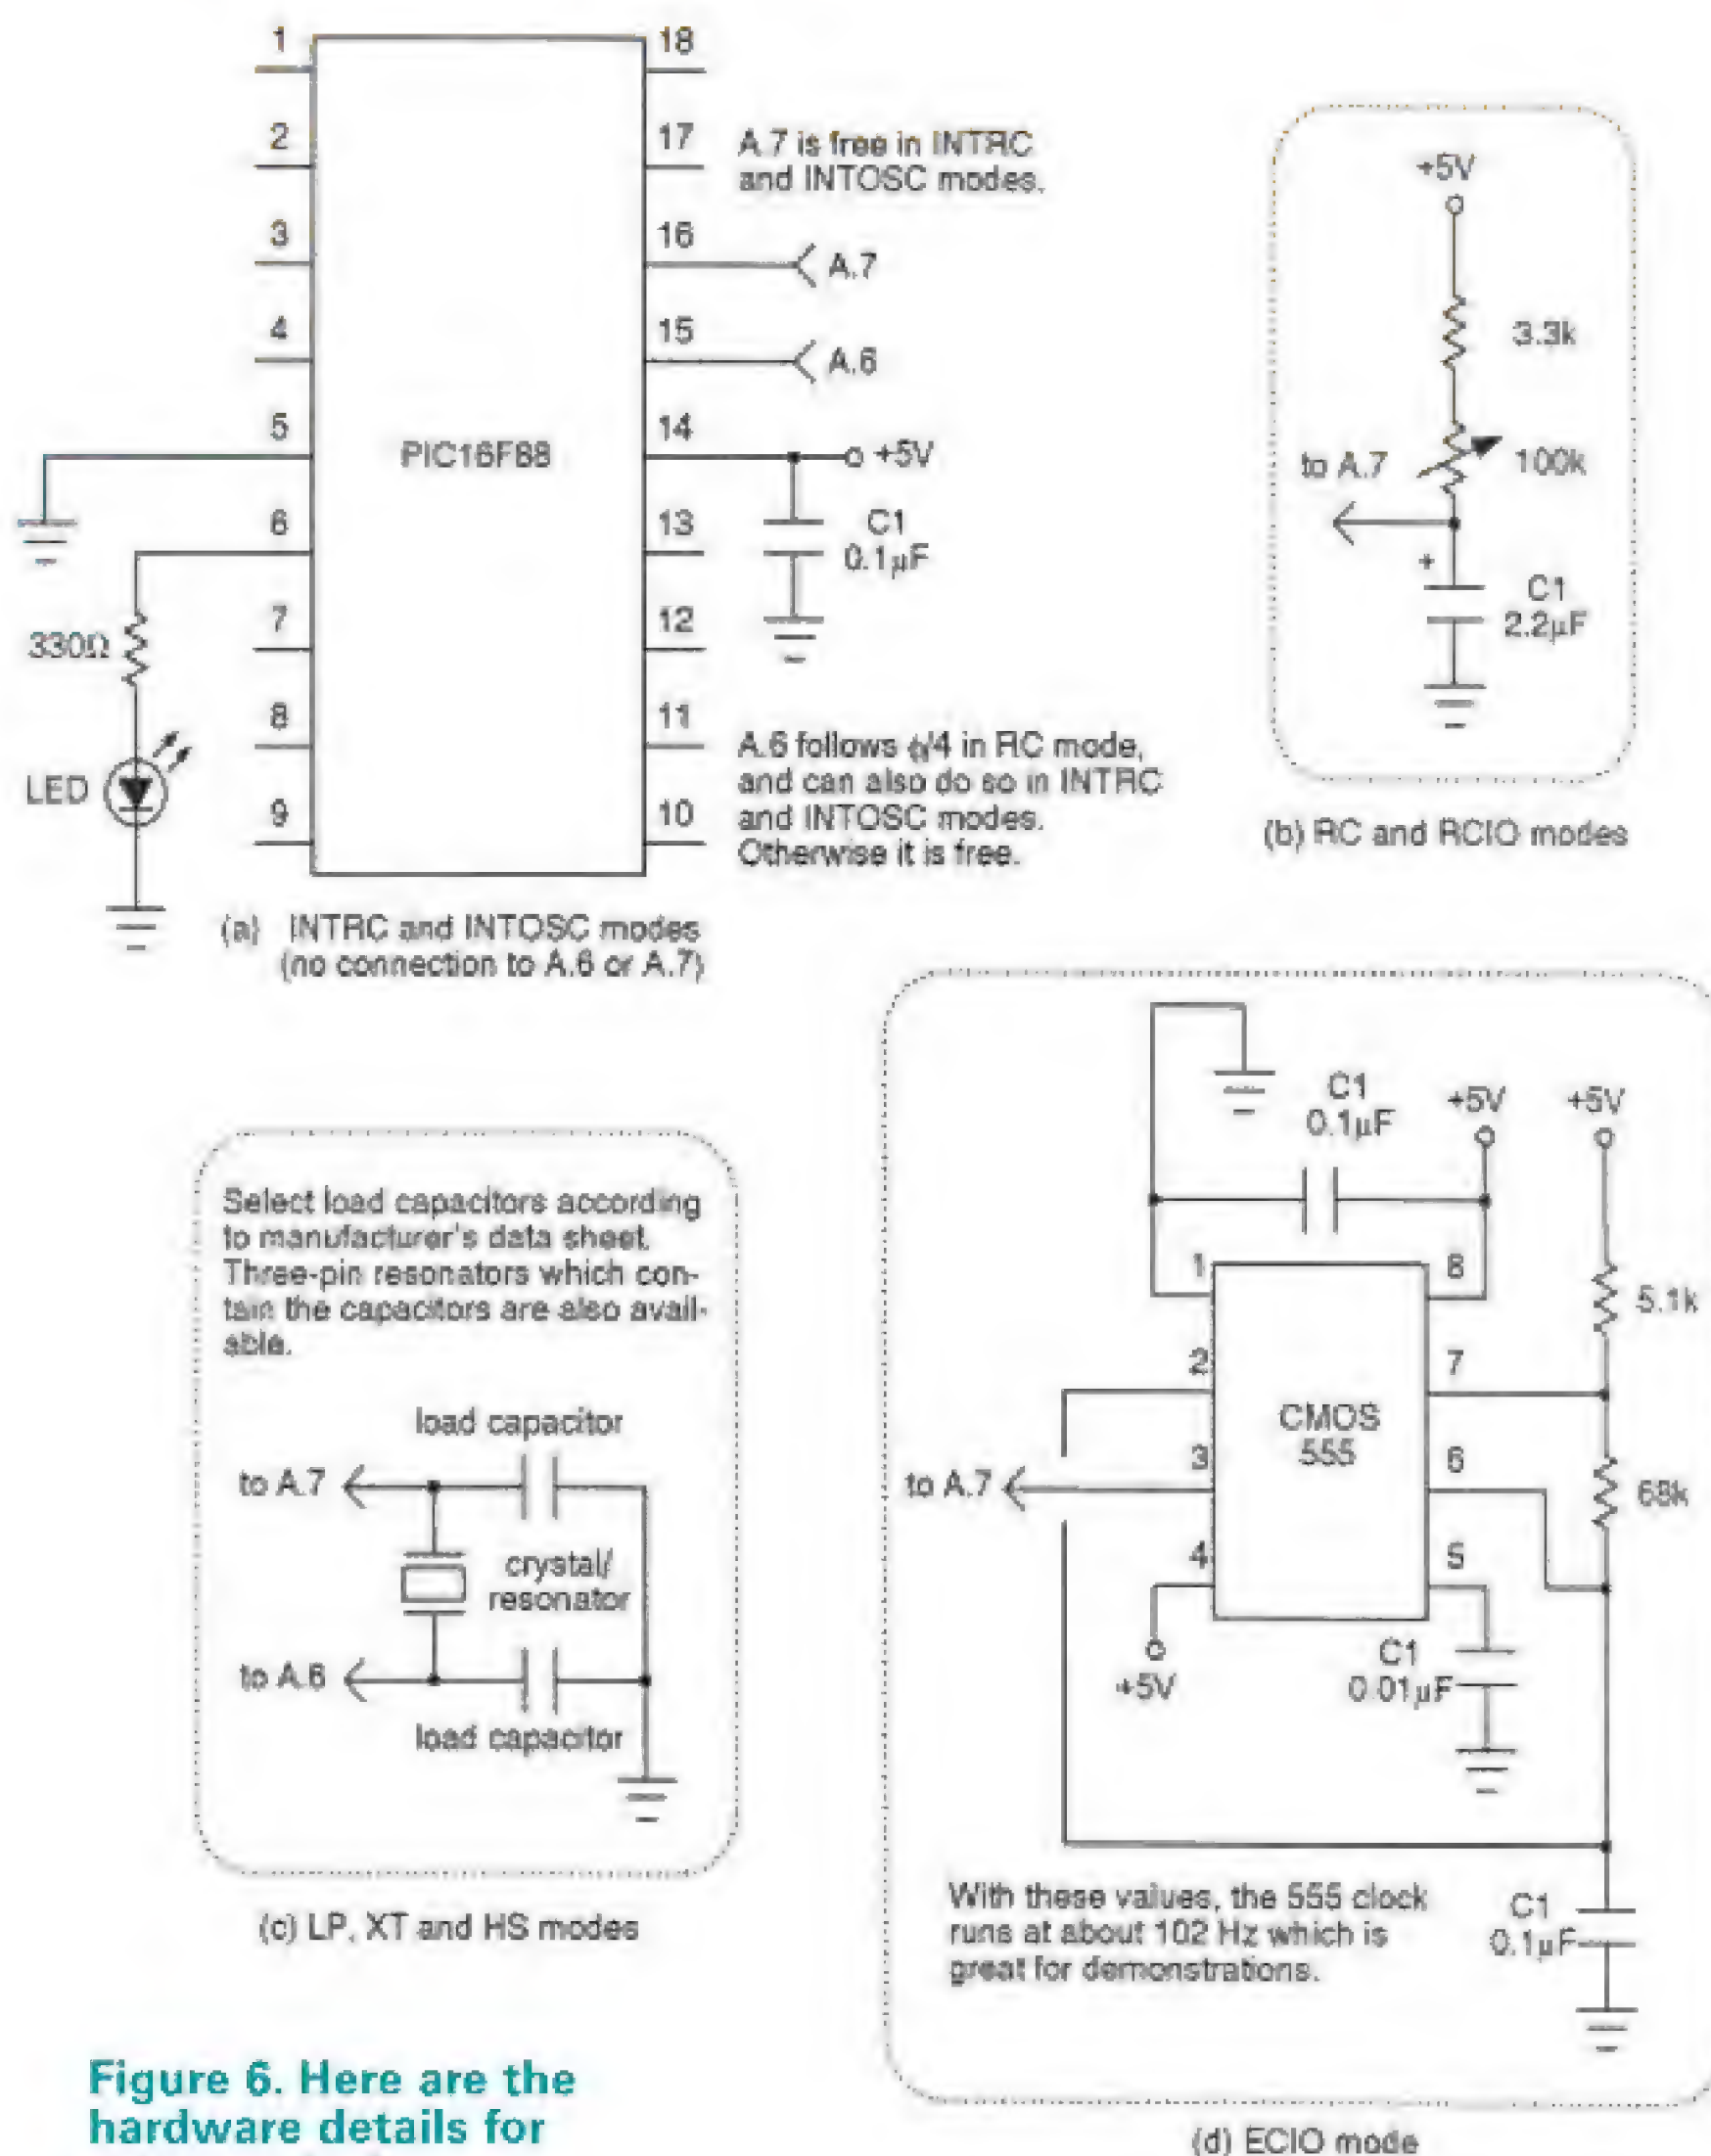 1
2
3
4
5
6
7
8
9
18
17
16
15
14
13
12
11
10
PIC16F88
A.7 is free in INTRC
and INTOSC modes.
A.7
A.6
+5V
C1
0.1µF
330Ω
LED
A.6 follows ϕ/4 in RC mode,
and can also do so in INTRC
and INTOSC modes.
Otherwise it is free.
(a) INTRC and INTOSC modes
(no connection to A.6 or A.7)
+5V
3.3k
100k
to A.7
+
C1
2.2µF
(b) RC and RCIO modes
Select load capacitors according
to manufacturer's data sheet.
Three-pin resonators which con-
tain the capacitors are also avail-
able.
load capacitor
to A.7
crystal/
resonator
to A.6
load capacitor
(c) LP, XT and HS modes
C1
0.1µF
+5V
+5V
1
2
3
4
8
7
6
5
CMOS
555
5.1k
68k
to A.7
+5V
C1
0.01µF
With these values, the 555 clock
runs at about 102 Hz which is
great for demonstrations.
C1
0.1µF
(d) ECIO mode
Figure 6. Here are the
hardware details for